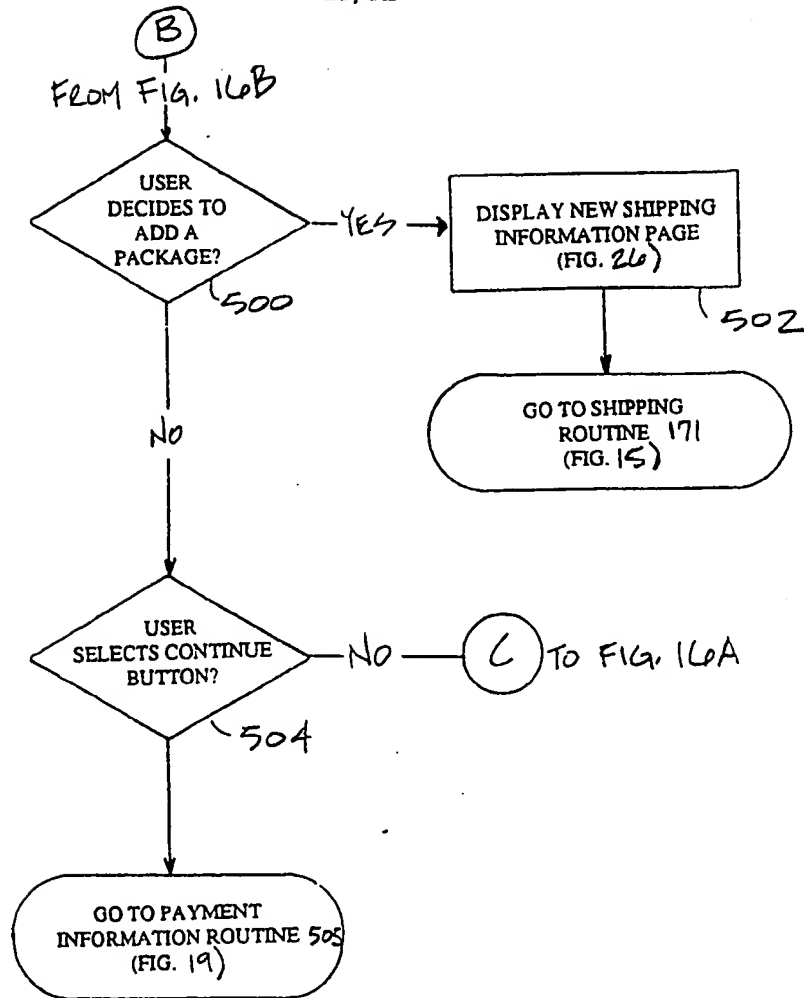 B
FROM FIG. 16B
USER
DECIDES TO
ADD A
PACKAGE?
500
YES
DISPLAY NEW SHIPPING
INFORMATION PAGE
(FIG. 26)
502
GO TO SHIPPING
ROUTINE 171
(FIG. 15)
NO
USER
SELECTS CONTINUE
BUTTON?
504
NO
C
TO FIG. 16A
GO TO PAYMENT
INFORMATION ROUTINE 505
(FIG. 19)